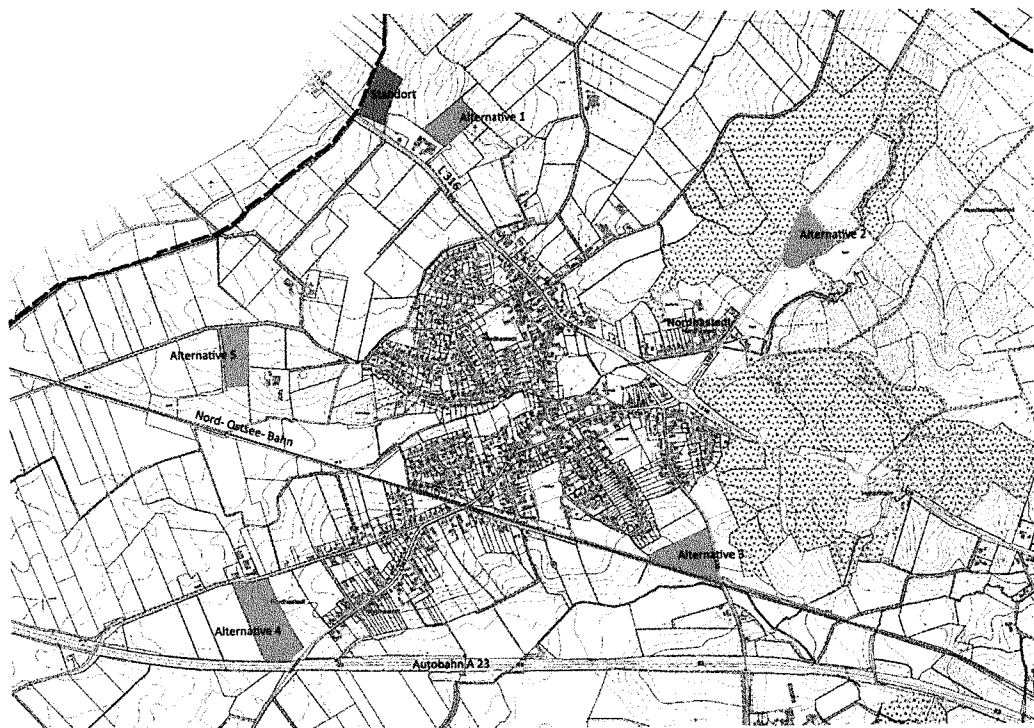 Standort
Alternative 1
L 316
Alternative 2
Nordhastedt
Alternative 5
Nord- Ostsee- Bahn
Alternative 3
Alternative 4
Autobahn A 23